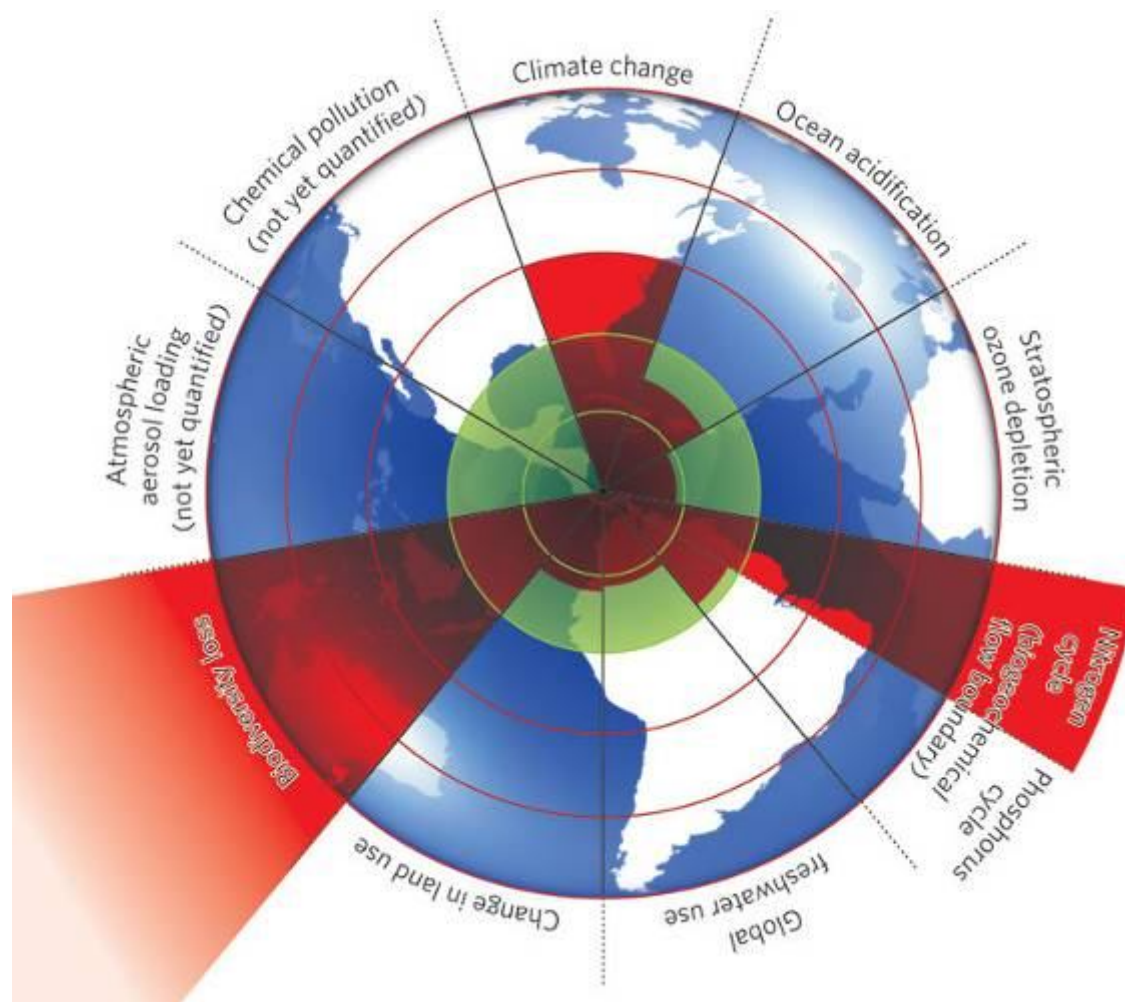 Climate change
Ocean acidification
Stratospheric
ozone depletion
Nitrogen
cycle
(biogeochemical
flow boundary)
Phosphorus
cycle
Global
freshwater use
Change in land use
Biodiversity loss
Atmospheric
aerosol loading
(not yet quantified)
Chemical pollution
(not yet quantified)